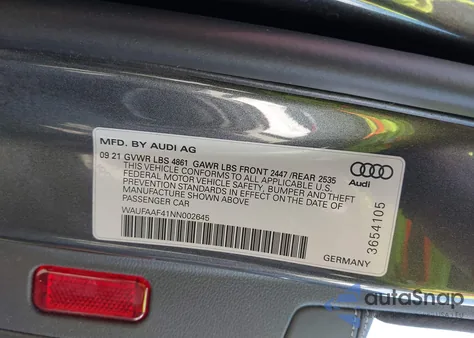 MFD. BY AUDI AG
09 21 GVWR LBS 4861 GAWR LBS FRONT 2447 /REAR 2535
THIS VEHICLE CONFORMS TO ALL APPLICABLE U.S.
FEDERAL MOTOR VEHICLE SAFETY, BUMPER AND THEFT
PREVENTION STANDARDS IN EFFECT ON THE DATE OF
MANUFACTURE SHOWN ABOVE
PASSENGER CAR
WAUFAAF41NN002645
Audi
3654105
GERMANY
autoSnap